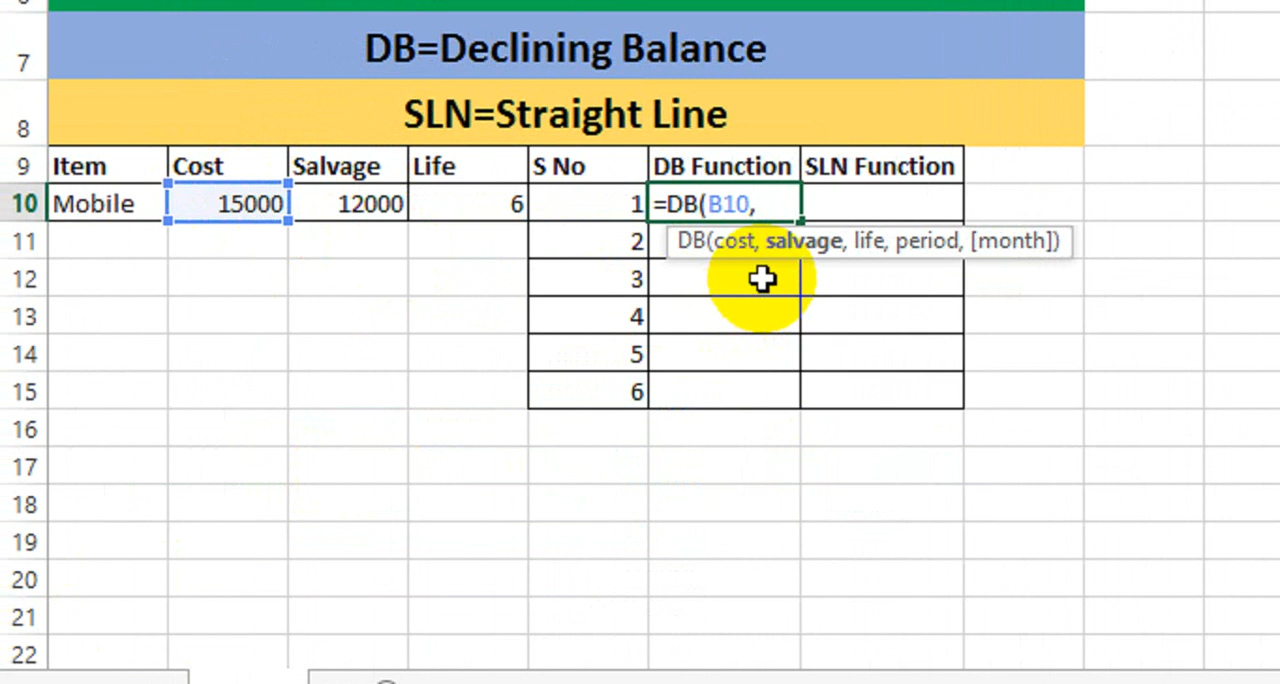 7 DB=Declining Balance
8 SLN=Straight Line
9 Item Cost Salvage Life S No DB Function SLN Function
10 Mobile 15000 12000 6 1 =DB(B10,
11 2 DB(cost, salvage, life, period, [month])
12 3
13 4
14 5
15 6
16
17
18
19
20
21
22